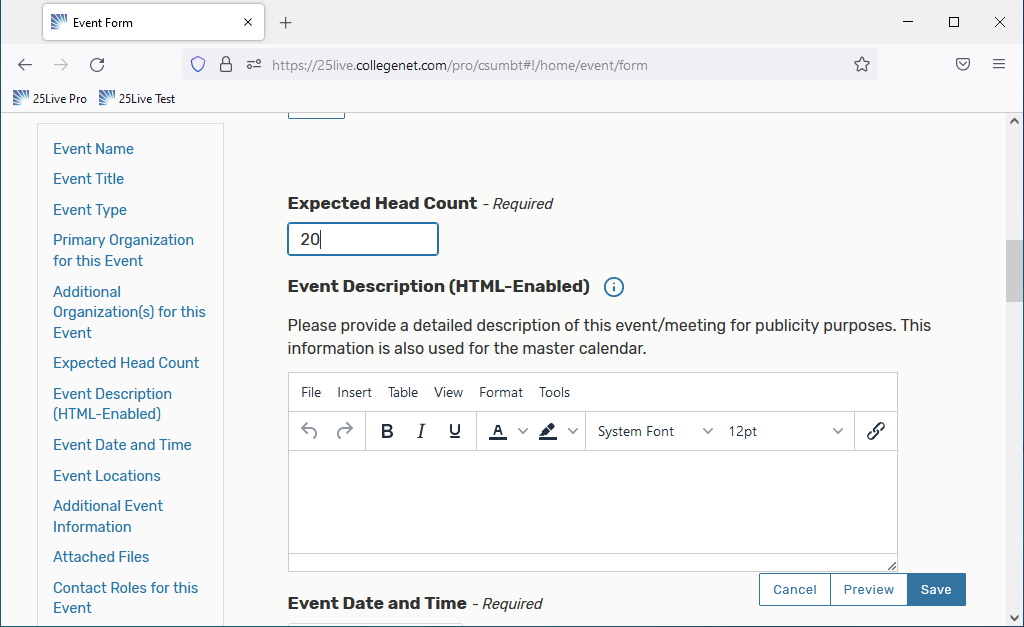 Event Form
https://25live.collegenet.com/pro/csumbt#!/home/event/form
25Live Pro
25Live Test
Event Name
Event Title
Event Type
Primary Organization
for this Event
Additional
Organization(s) for this
Event
Expected Head Count
Event Description
(HTML-Enabled)
Event Date and Time
Event Locations
Additional Event
Information
Attached Files
Contact Roles for this
Event
Expected Head Count - Required
20
Event Description (HTML-Enabled)
Please provide a detailed description of this event/meeting for publicity purposes. This
information is also used for the master calendar.
File Insert Table View Format Tools
B I U A System Font 12pt
Cancel Preview Save
Event Date and Time - Required